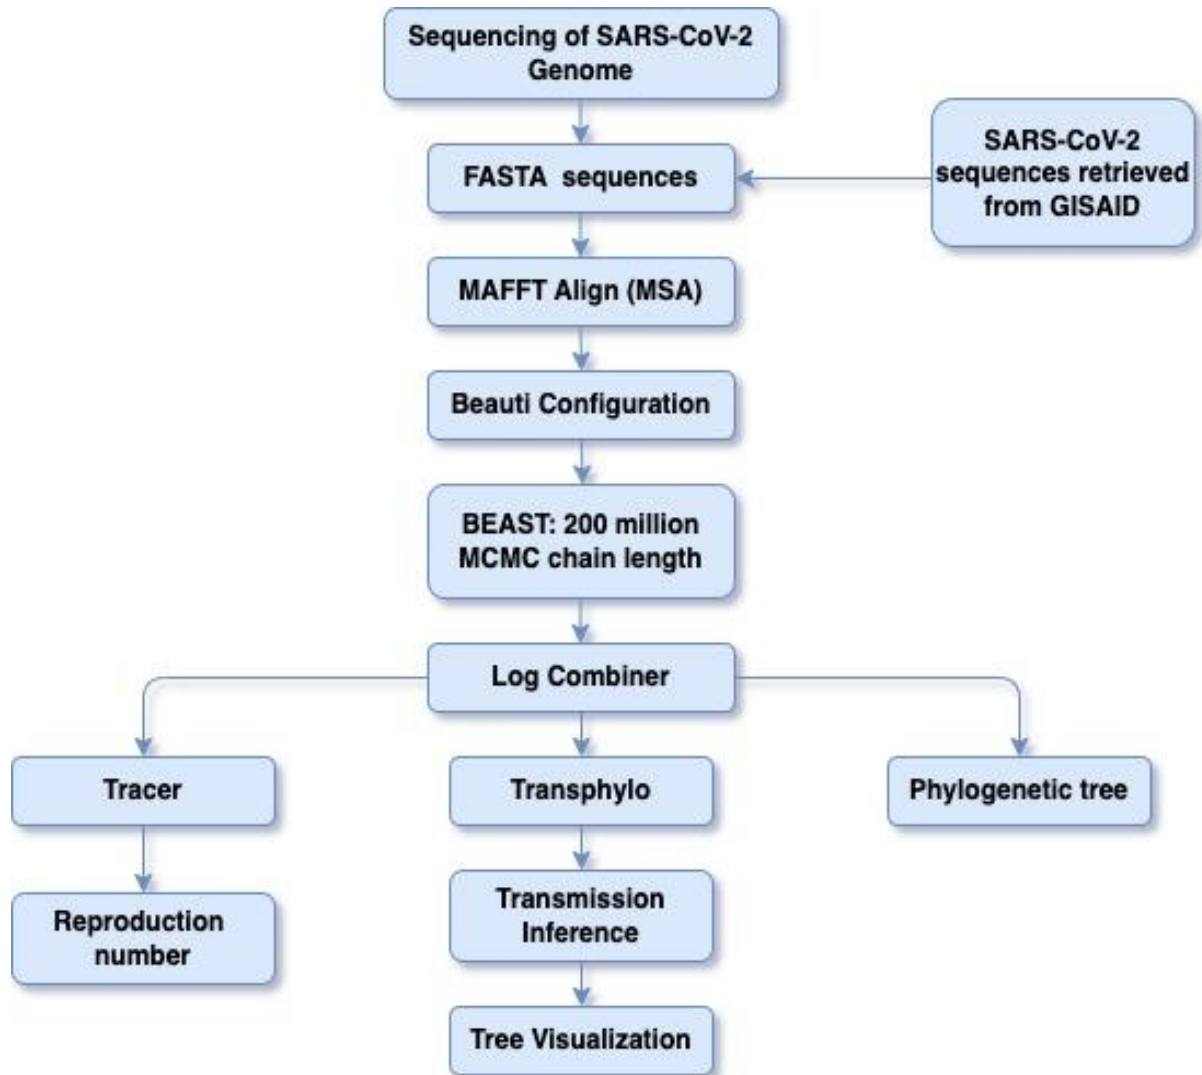 Sequencing of SARS-CoV-2
Genome
SARS-CoV-2
sequences retrieved
from GISAID
FASTA sequences
MAFFT Align (MSA)
Beauti Configuration
BEAST: 200 million
MCMC chain length
Log Combiner
Tracer
Transphylo
Phylogenetic tree
Reproduction
number
Transmission
Inference
Tree Visualization